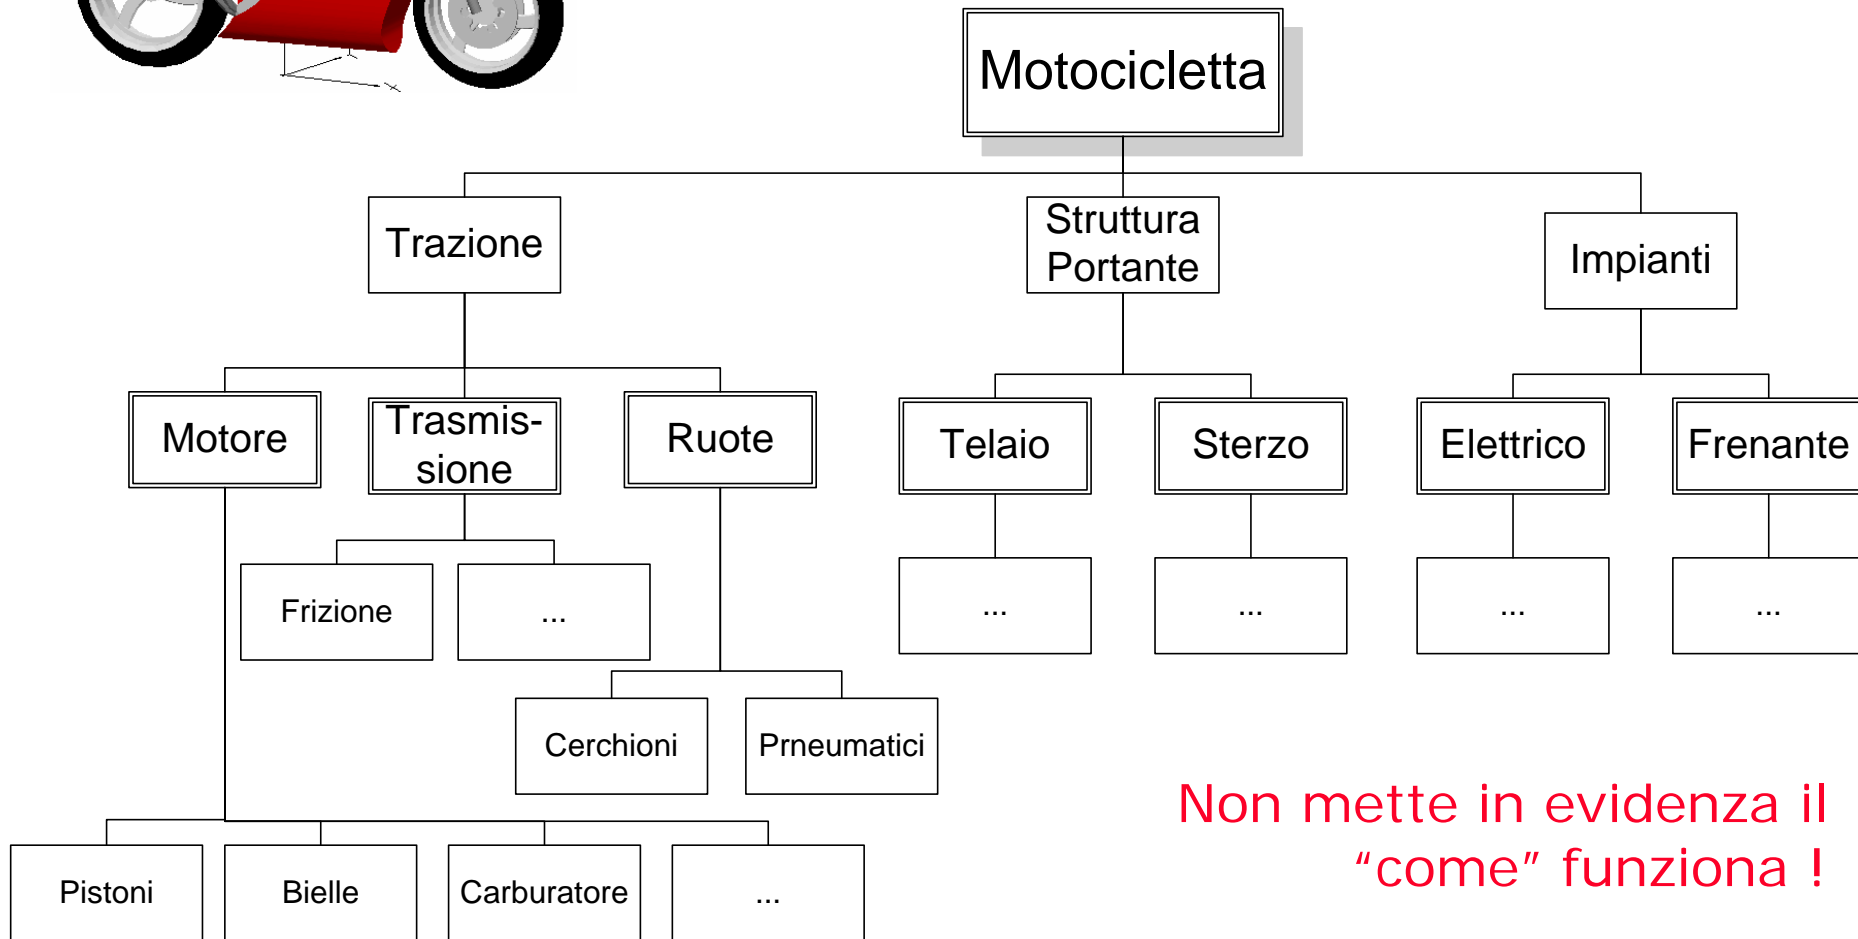 Motocicletta
Trazione
Struttura
Portante
Impianti
Motore
Trasmis-
sione
Ruote
Telaio
Sterzo
Elettrico
Frenante
Frizione
...
...
...
...
...
Cerchioni
Prneumatici
Non mette in evidenza il
“come” funziona !
Pistoni
Bielle
Carburatore
...